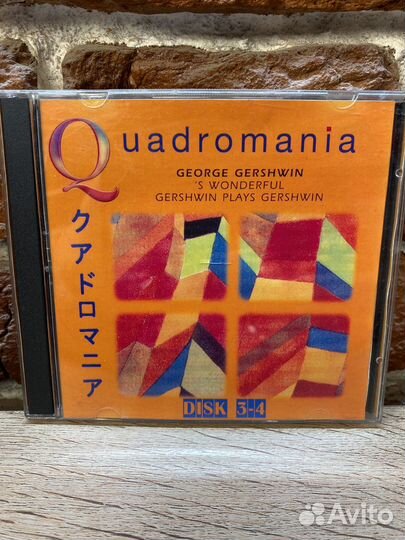 Quadromania
GEORGE GERSHWIN
'S WONDERFUL
GERSHWIN PLAYS GERSHWIN
クアドロマニア
DISK 3-4
Avito